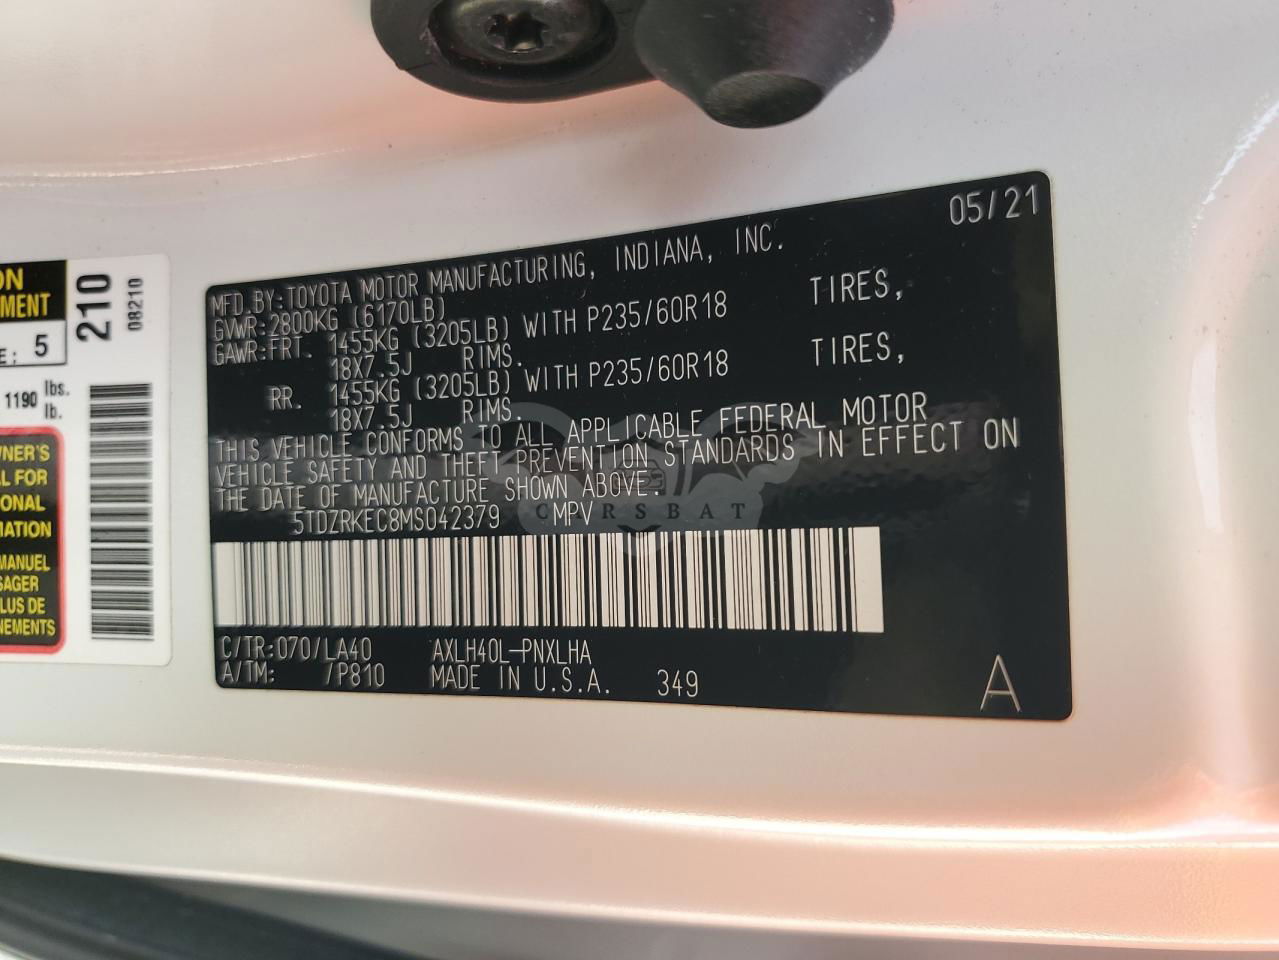 ON
MENT
E: 5
210
08210
1190 lbs.
lb.
WNER'S
L FOR
ONAL
MATION
MANUEL
SAGER
LUS DE
NEMENTS
05/21
MFD.BY:TOYOTA MOTOR MANUFACTURING, INDIANA, INC.
GVWR:2800KG (6170LB)
GAWR:FRT. 1455KG (3205LB) WITH P235/60R18 TIRES,
18X7.5J RIMS.
RR. 1455KG (3205LB) WITH P235/60R18 TIRES,
18X7.5J RIMS.
THIS VEHICLE CONFORMS TO ALL APPLICABLE FEDERAL MOTOR
VEHICLE SAFETY AND THEFT PREVENTION STANDARDS IN EFFECT ON
THE DATE OF MANUFACTURE SHOWN ABOVE.
5TDZRKEC8MS042379 MPV
CARSBAT
C/TR:070/LA40 AXLH40L-PNXLHA
A/TM: /P810 MADE IN U.S.A. 349
A